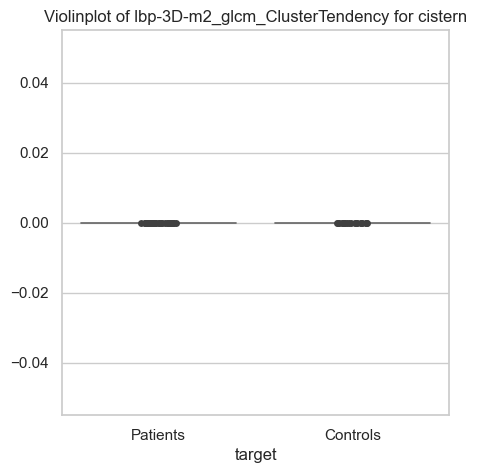 Violinplot of lbp-3D-m2_glcm_ClusterTendency for cistern
0.04
0.02
0.00
−0.02
−0.04
Patients
Controls
target